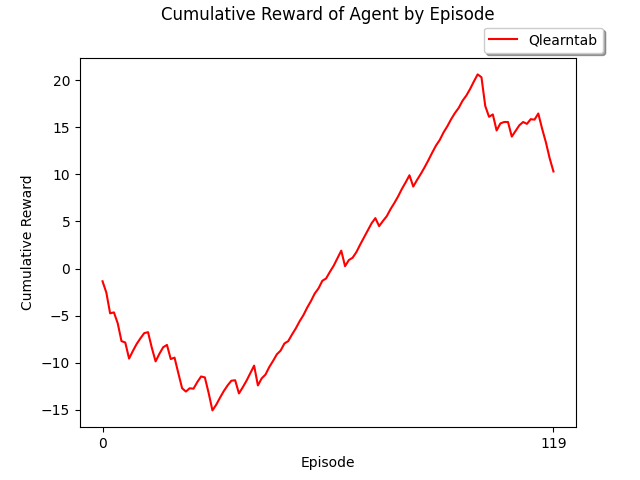 Cumulative Reward of Agent by Episode
Qlearntab
20
15
10
5
0
−5
−10
−15
Cumulative Reward
0
119
Episode